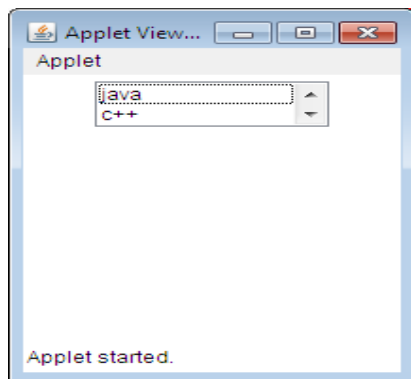 Applet View...
Applet
java
c++
Applet started.